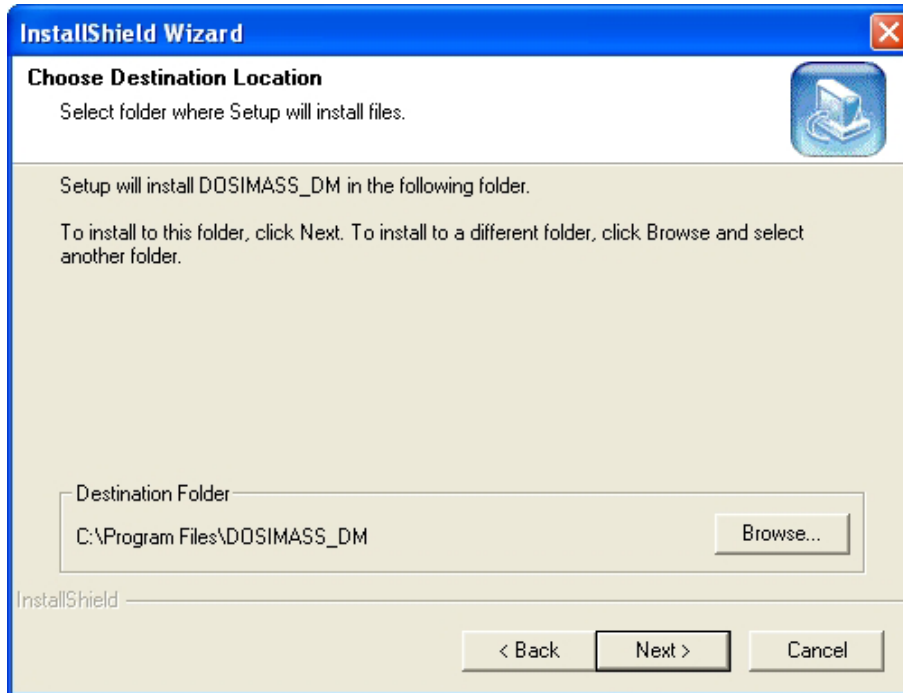 InstallShield Wizard
Choose Destination Location
Select folder where Setup will install files.
Setup will install DOSIMASS_DM in the following folder.
To install to this folder, click Next. To install to a different folder, click Browse and select
another folder.
Destination Folder
C:\Program Files\DOSIMASS_DM
Browse...
InstallShield
< Back
Next >
Cancel